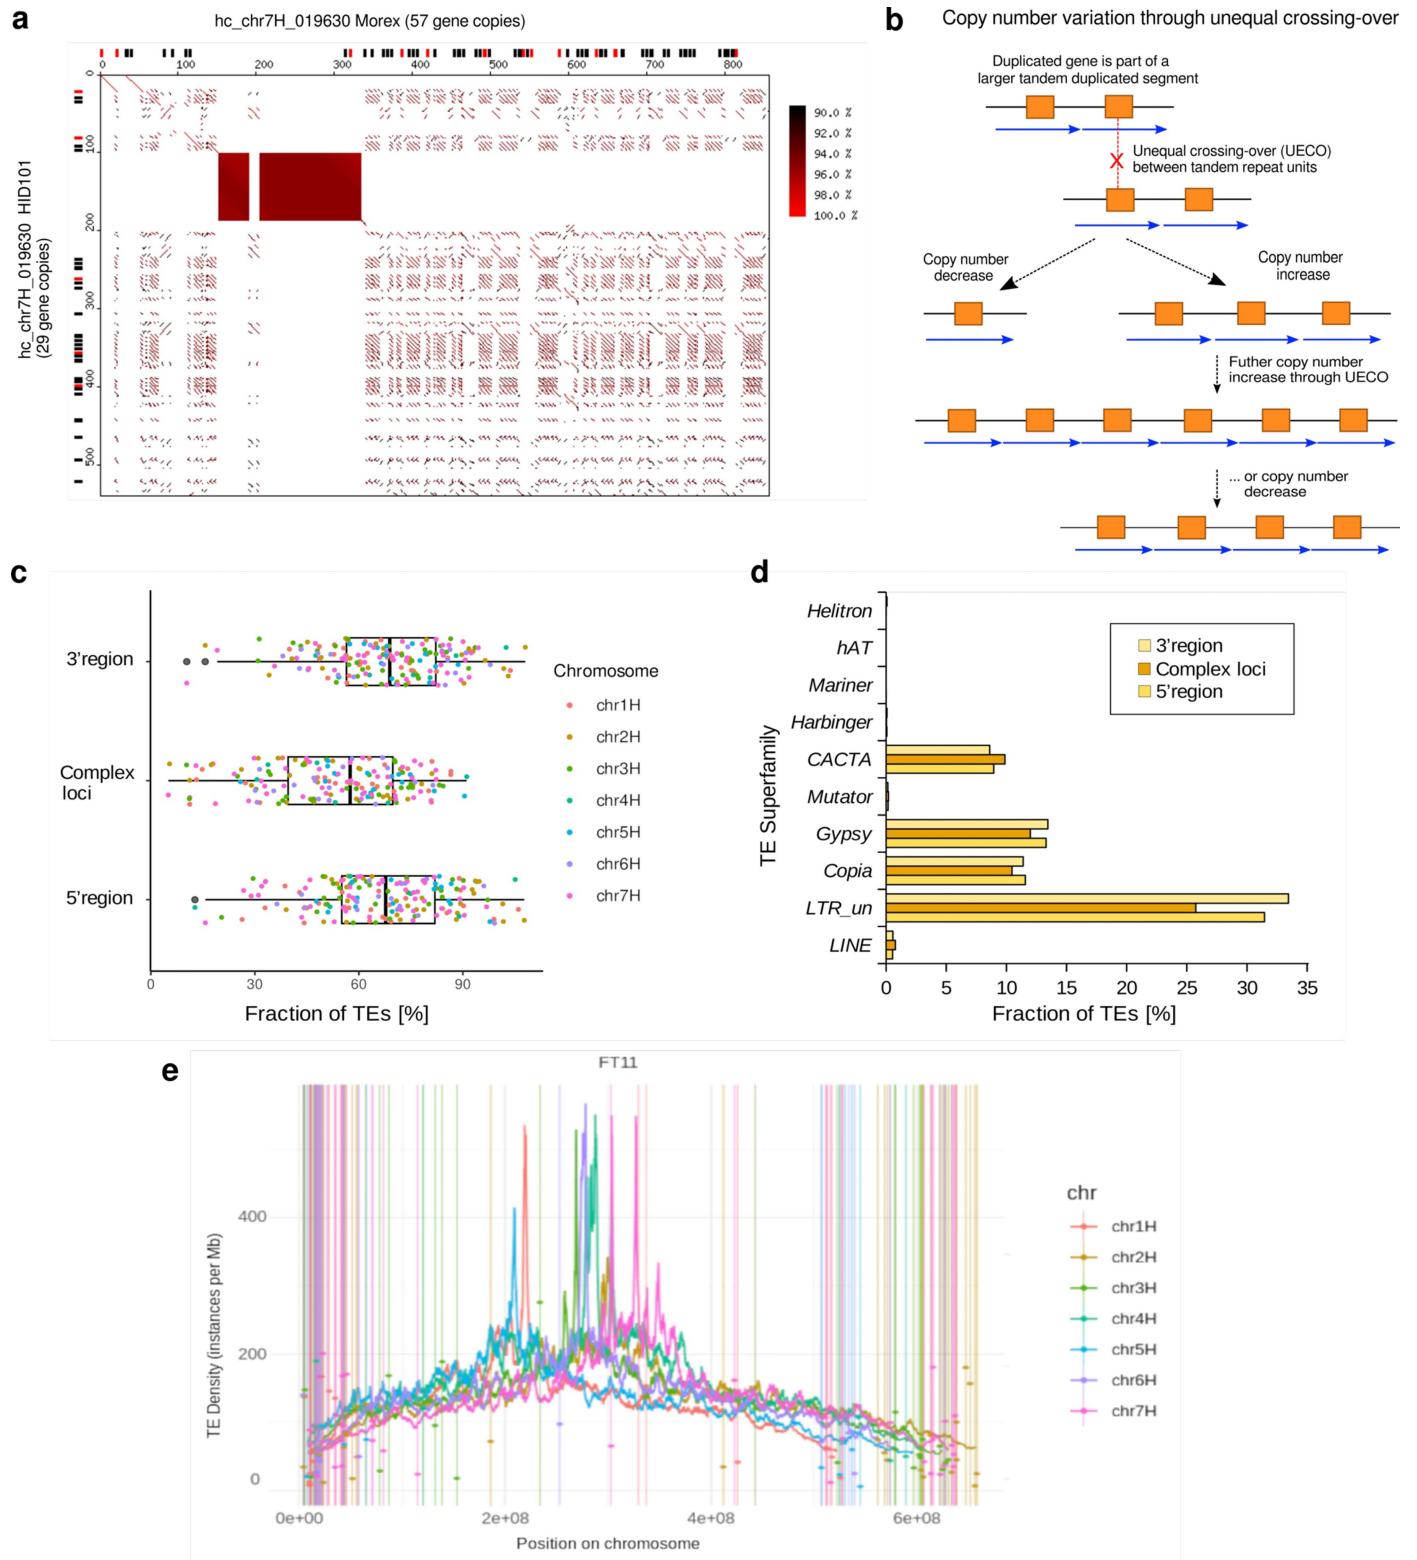 a
hc_chr7H_019630 Morex (57 gene copies)
0 100 200 300 400 500 600 700 800
hc_chr7H_019630 HID101
(29 gene copies)
0
100
200
300
400
500
90.0 %
92.0 %
94.0 %
96.0 %
98.0 %
100.0 %
b
Copy number variation through unequal crossing-over
Duplicated gene is part of a
larger tandem duplicated segment
X
Unequal crossing-over (UECO)
between tandem repeat units
Copy number
decrease
Copy number
increase
Futher copy number
increase through UECO
... or copy number
decrease
c
3'region
Complex
loci
5'region
0 30 60 90
Fraction of TEs [%]
Chromosome
chr1H
chr2H
chr3H
chr4H
chr5H
chr6H
chr7H
d
TE Superfamily
Helitron
hAT
Mariner
Harbinger
CACTA
Mutator
Gypsy
Copia
LTR_un
LINE
3'region
Complex loci
5'region
0 5 10 15 20 25 30 35
Fraction of TEs [%]
e
FT11
TE Density (instances per Mb)
400
200
0
0e+00 2e+08 4e+08 6e+08
Position on chromosome
chr
chr1H
chr2H
chr3H
chr4H
chr5H
chr6H
chr7H